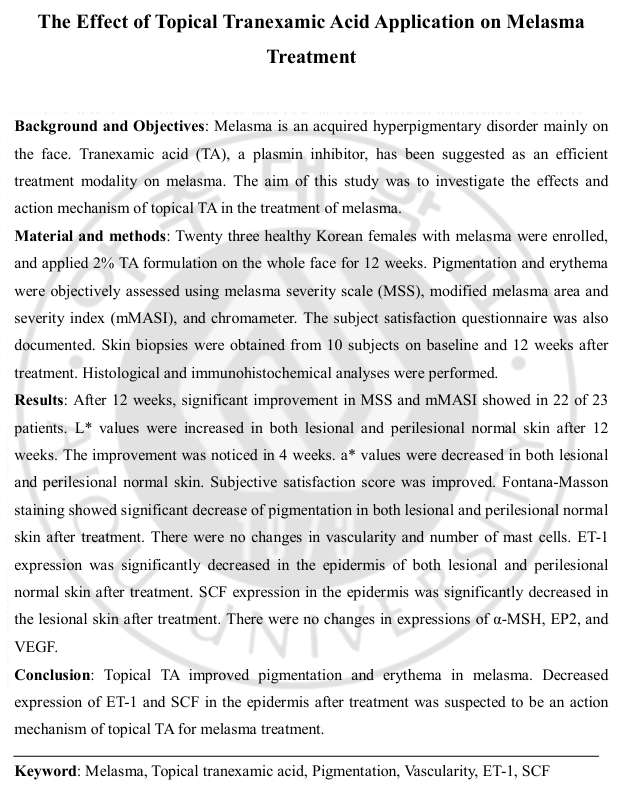 The Effect of Topical Tranexamic Acid Application on Melasma
Treatment
Background and Objectives: Melasma is an acquired hyperpigmentary disorder mainly on
the face. Tranexamic acid (TA), a plasmin inhibitor, has been suggested as an efficient
treatment modality on melasma. The aim of this study was to investigate the effects and
action mechanism of topical TA in the treatment of melasma.
Material and methods: Twenty three healthy Korean females with melasma were enrolled,
and applied 2% TA formulation on the whole face for 12 weeks. Pigmentation and erythema
were objectively assessed using melasma severity scale (MSS), modified melasma area and
severity index (mMASI), and chromameter. The subject satisfaction questionnaire was also
documented. Skin biopsies were obtained from 10 subjects on baseline and 12 weeks after
treatment. Histological and immunohistochemical analyses were performed.
Results: After 12 weeks, significant improvement in MSS and mMASI showed in 22 of 23
patients. L* values were increased in both lesional and perilesional normal skin after 12
weeks. The improvement was noticed in 4 weeks. a* values were decreased in both lesional
and perilesional normal skin. Subjective satisfaction score was improved. Fontana-Masson
staining showed significant decrease of pigmentation in both lesional and perilesional normal
skin after treatment. There were no changes in vascularity and number of mast cells. ET-1
expression was significantly decreased in the epidermis of both lesional and perilesional
normal skin after treatment. SCF expression in the epidermis was significantly decreased in
the lesional skin after treatment. There were no changes in expressions of α-MSH, EP2, and
VEGF.
Conclusion: Topical TA improved pigmentation and erythema in melasma. Decreased
expression of ET-1 and SCF in the epidermis after treatment was suspected to be an action
mechanism of topical TA for melasma treatment.
Keyword: Melasma, Topical tranexamic acid, Pigmentation, Vascularity, ET-1, SCF
아주대학교
AJOU UNIVERSITY